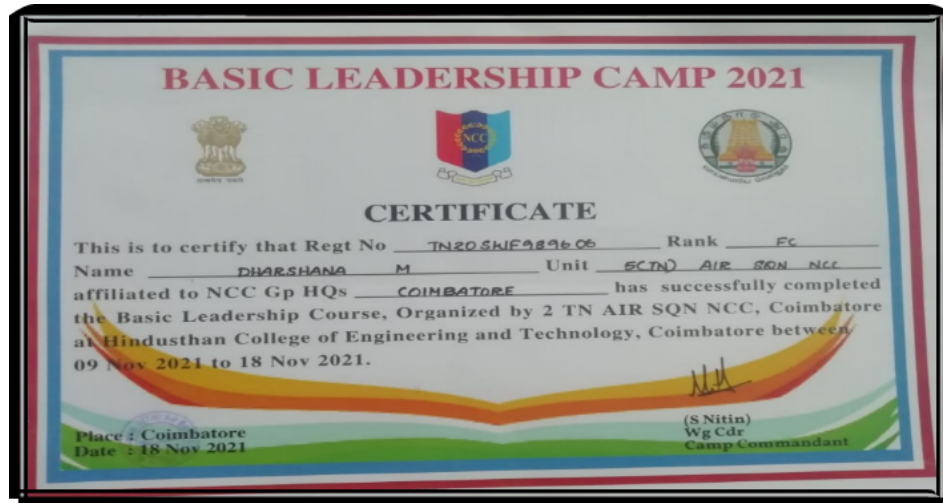 BASIC LEADERSHIP CAMP 2021
NCC
CERTIFICATE
This is to certify that Regt No TN20SWF989606 Rank FC
Name DHARSHANA M Unit 5(TN) AIR SQN NCC
affiliated to NCC Gp HQs COIMBATORE has successfully completed
the Basic Leadership Course, Organized by 2 TN AIR SQN NCC, Coimbatore
at Hindusthan College of Engineering and Technology, Coimbatore between
09 Nov 2021 to 18 Nov 2021.
(S Nitin)
Place : Coimbatore Wg Cdr
Date : 18 Nov 2021 Camp Commandant